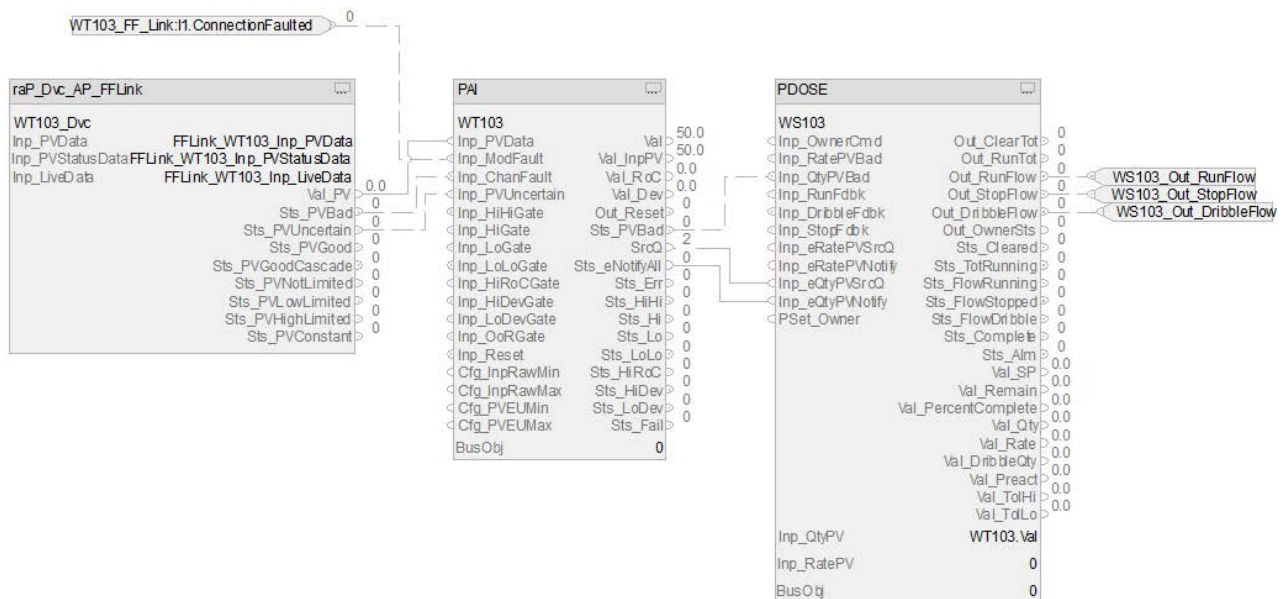 WT103_FF_Link:I1.ConnectionFaulted 0
raP_Dvc_AP_FFLink
WT103_Dvc
Inp_PVData FFLink_WT103_Inp_PVData
Inp_PVStatusData FFLink_WT103_Inp_PVStatusData
Inp_LiveData FFLink_WT103_Inp_LiveData
Val_PV 0.0
Sts_PVBad 0
Sts_PVUncertain 0
Sts_PVGood 0
Sts_PVGoodCascade 0
Sts_PVNotLimited 0
Sts_PVLowLimited 0
Sts_PVHighLimited 0
Sts_PVConstant 0
PAI
WT103
Inp_PVData Val 50.0
Inp_ModFault Val_InpPV 50.0
Inp_ChanFault Val_RoC 0.0
Inp_PVUncertain Val_Dev 0.0
Inp_HiHiGate Out_Reset 0
Inp_HiGate Sts_PVBad 0
Inp_LoGate SrcQ 2
Inp_LoLoGate Sts_eNotifyAll 0
Inp_HiRoCGate Sts_Err 0
Inp_HiDevGate Sts_HiHi 0
Inp_LoDevGate Sts_Hi 0
Inp_OoRGate Sts_Lo 0
Inp_Reset Sts_LoLo 0
Cfg_InpRawMin Sts_HiRoC 0
Cfg_InpRawMax Sts_HiDev 0
Cfg_PVEUMin Sts_LoDev 0
Cfg_PVEUMax Sts_Fail 0
BusObj 0
PDOSE
WS103
Inp_OwnerCmd Out_ClearTot 0
Inp_RatePVBad Out_RunTot 0
Inp_QtyPVBad Out_RunFlow 0
Inp_RunFdbk Out_StopFlow 0
Inp_DribbleFdbk Out_DribbleFlow 0
Inp_StopFdbk Out_OwnerSts 0
Inp_eRatePVSrcQ Sts_Cleared 0
Inp_eRatePVNotify Sts_TotRunning 0
Inp_eQtyPVSrcQ Sts_FlowRunning 0
Inp_eQtyPVNotify Sts_FlowStopped 0
PSet_Owner Sts_FlowDribble 0
Sts_Complete 0
Sts_Alm 0
Val_SP 0.0
Val_Remain 0.0
Val_PercentComplete 0.0
Val_Qty 0.0
Val_Rate 0.0
Val_DribbleQty 0.0
Val_Preact 0.0
Val_TolHi 0.0
Val_TolLo 0.0
Inp_QtyPV WT103.Val
Inp_RatePV 0
BusObj 0
WS103_Out_RunFlow
WS103_Out_StopFlow
WS103_Out_DribbleFlow